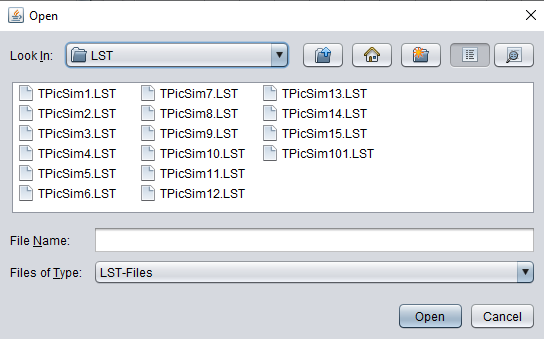 Open
Look In: LST
TPicSim1.LST TPicSim7.LST TPicSim13.LST
TPicSim2.LST TPicSim8.LST TPicSim14.LST
TPicSim3.LST TPicSim9.LST TPicSim15.LST
TPicSim4.LST TPicSim10.LST TPicSim101.LST
TPicSim5.LST TPicSim11.LST
TPicSim6.LST TPicSim12.LST
File Name:
Files of Type: LST-Files
Open Cancel